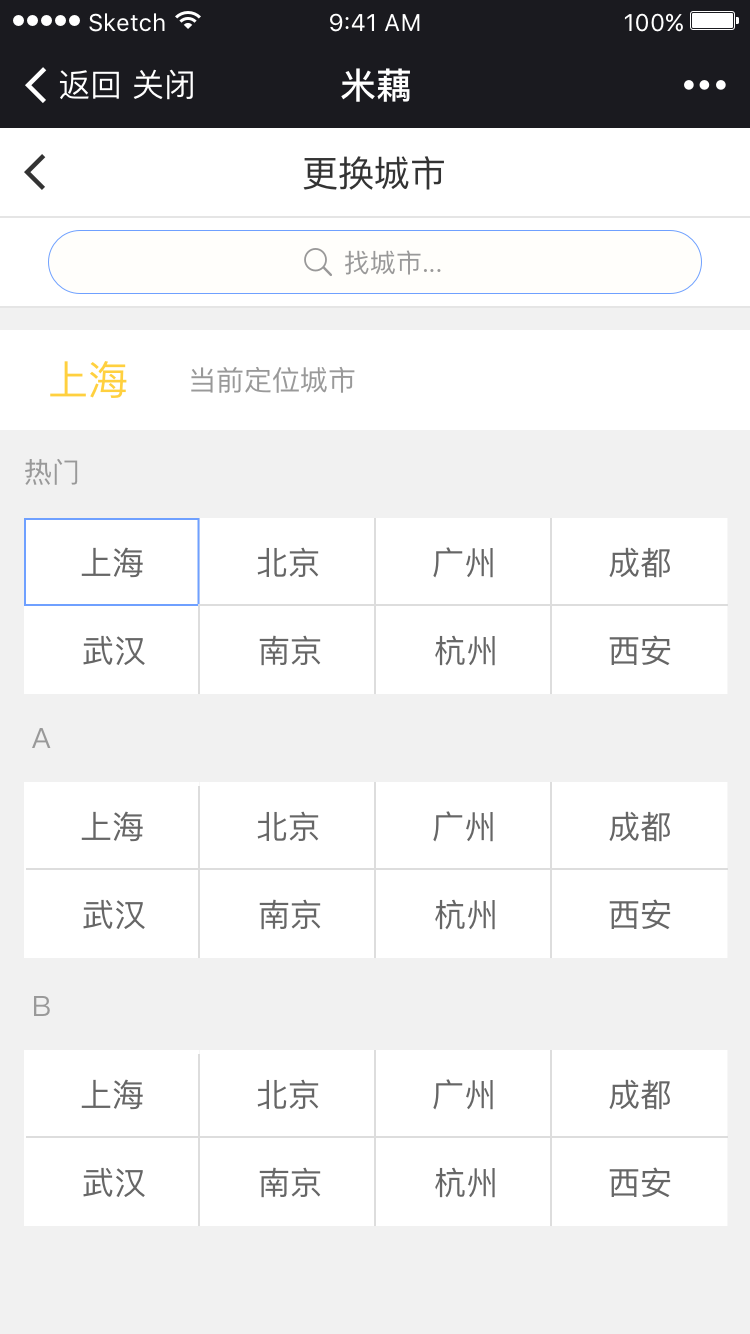 Sketch 9:41 AM 100%
返回 关闭 米藕
更换城市
找城市...
上海 当前定位城市
热门
上海 北京 广州 成都
武汉 南京 杭州 西安
A
上海 北京 广州 成都
武汉 南京 杭州 西安
B
上海 北京 广州 成都
武汉 南京 杭州 西安